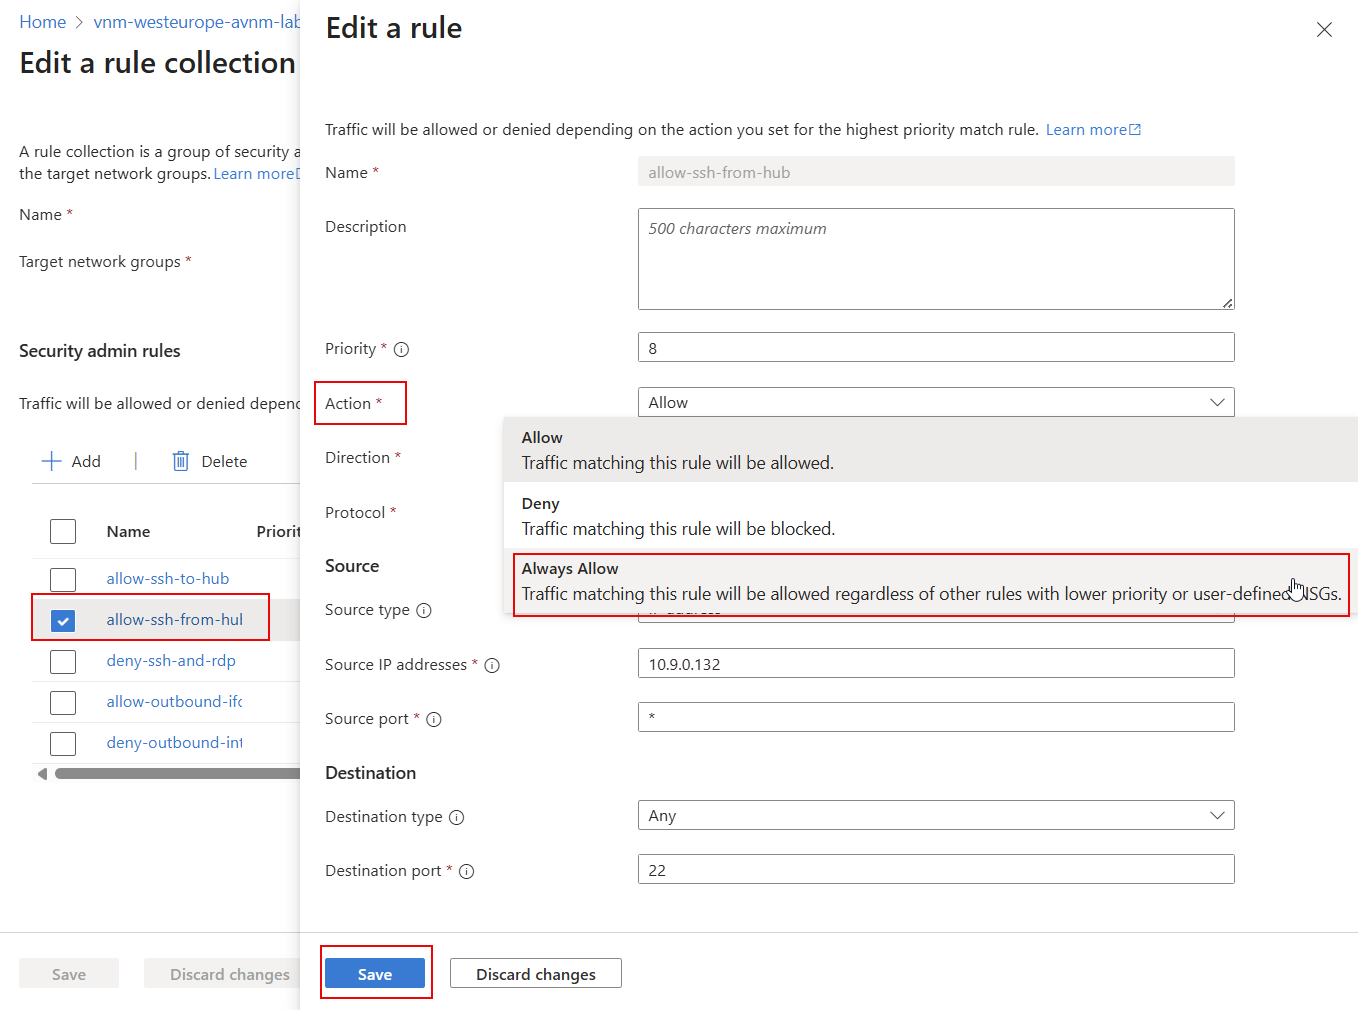 Home > vnm-westeurope-avnm-lab
Edit a rule collection
A rule collection is a group of security a
the target network groups. Learn more
Name *
Target network groups *
Security admin rules
Traffic will be allowed or denied depend
Add | Delete
Name Priorit
allow-ssh-to-hub
allow-ssh-from-hul
deny-ssh-and-rdp
allow-outbound-ifc
deny-outbound-int
Save Discard changes
Edit a rule
Traffic will be allowed or denied depending on the action you set for the highest priority match rule. Learn more
Name * allow-ssh-from-hub
Description 500 characters maximum
Priority * 8
Action * Allow
Allow
Traffic matching this rule will be allowed.
Direction *
Deny
Traffic matching this rule will be blocked.
Protocol *
Always Allow
Traffic matching this rule will be allowed regardless of other rules with lower priority or user-defined NSGs.
Source
Source type
Source IP addresses * 10.9.0.132
Source port * *
Destination
Destination type Any
Destination port * 22
Save Discard changes